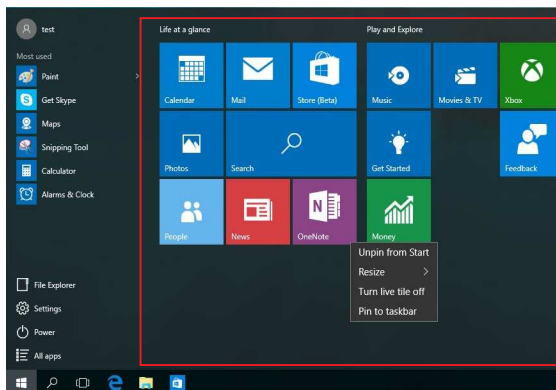 test
Most used
Paint
Get Skype
Maps
Snipping Tool
Calculator
Alarms & Clock
File Explorer
Settings
Power
All apps
Life at a glance
Calendar
Mail
Store (Beta)
Photos
Search
People
News
OneNote
Play and Explore
Music
Movies & TV
Xbox
Get Started
Feedback
Money
Unpin from Start
Resize
Turn live tile off
Pin to taskbar